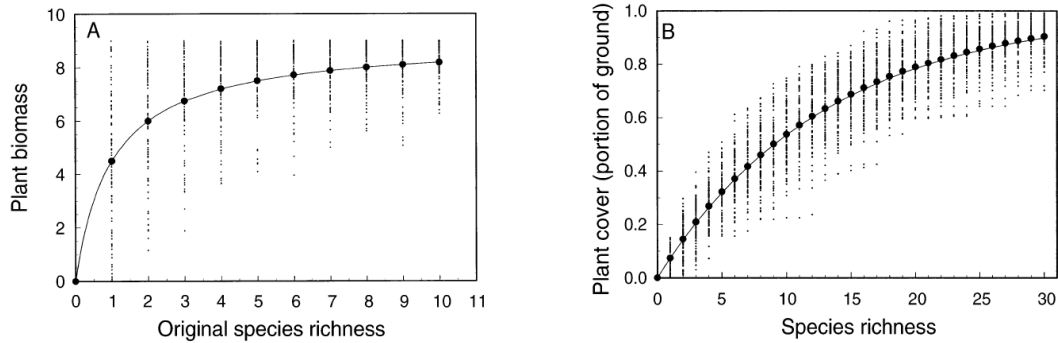 A
Plant biomass
10
8
6
4
2
0
0 1 2 3 4 5 6 7 8 9 10 11
Original species richness
B
Plant cover (portion of ground)
1.0
0.8
0.6
0.4
0.2
0.0
0 5 10 15 20 25 30
Species richness